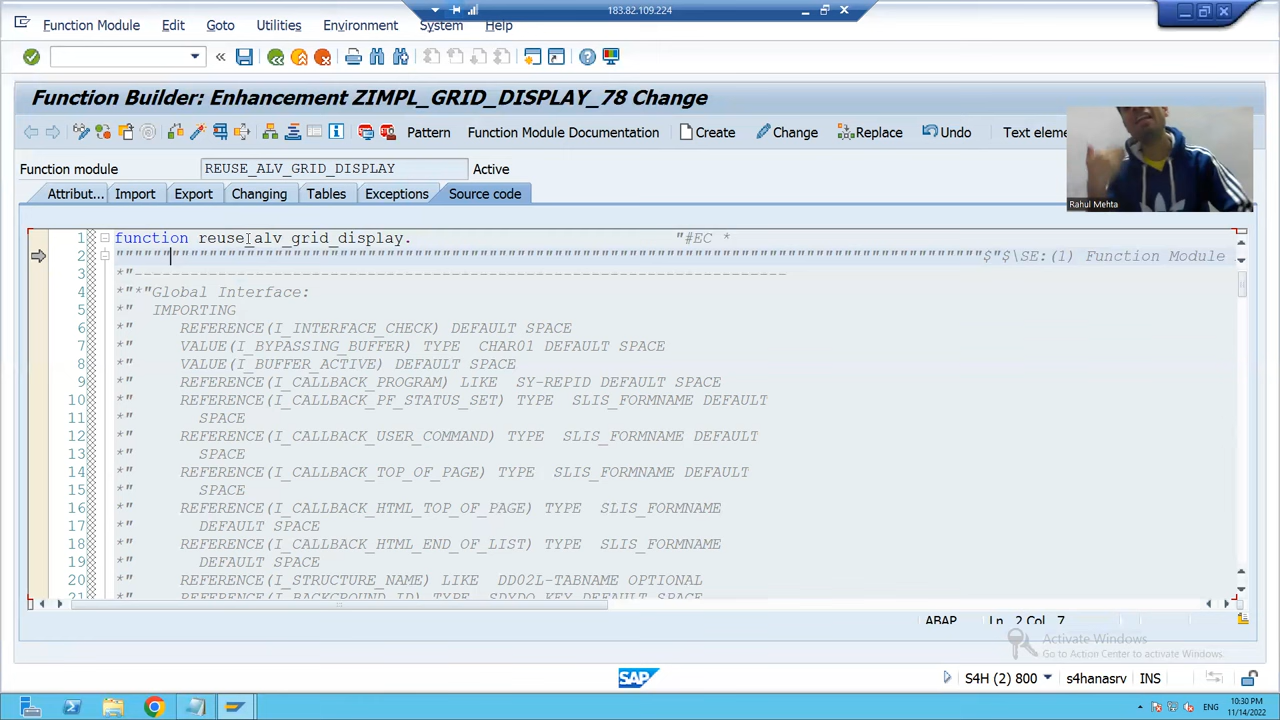 183.82.109.224
Function Module Edit Goto Utilities Environment System Help
Function Builder: Enhancement ZIMPL_GRID_DISPLAY_78 Change
Pattern Function Module Documentation Create Change Replace Undo Text eleme
Function module REUSE_ALV_GRID_DISPLAY Active
Attribut... Import Export Changing Tables Exceptions Source code
1 function reuse_alv_grid_display. "#EC *
2 """"""""""""""""""""""""""""""""""""""""""""""""""""""""""""""""""""""""""""""""""""""""""""""$"$\SE:(1) Function Module
3 *"----------------------------------------------------------------------
4 *"*"Global Interface:
5 *" IMPORTING
6 *" REFERENCE(I_INTERFACE_CHECK) DEFAULT SPACE
7 *" VALUE(I_BYPASSING_BUFFER) TYPE CHAR01 DEFAULT SPACE
8 *" VALUE(I_BUFFER_ACTIVE) DEFAULT SPACE
9 *" REFERENCE(I_CALLBACK_PROGRAM) LIKE SY-REPID DEFAULT SPACE
10 *" REFERENCE(I_CALLBACK_PF_STATUS_SET) TYPE SLIS_FORMNAME DEFAULT
11 *" SPACE
12 *" REFERENCE(I_CALLBACK_USER_COMMAND) TYPE SLIS_FORMNAME DEFAULT
13 *" SPACE
14 *" REFERENCE(I_CALLBACK_TOP_OF_PAGE) TYPE SLIS_FORMNAME DEFAULT
15 *" SPACE
16 *" REFERENCE(I_CALLBACK_HTML_TOP_OF_PAGE) TYPE SLIS_FORMNAME
17 *" DEFAULT SPACE
18 *" REFERENCE(I_CALLBACK_HTML_END_OF_LIST) TYPE SLIS_FORMNAME
19 *" DEFAULT SPACE
20 *" REFERENCE(I_STRUCTURE_NAME) LIKE DD02L-TABNAME OPTIONAL
21 *" REFERENCE(I_BACKGROUND_ID) TYPE SDYDO_KEY DEFAULT SPACE
Rahul Mehta
ABAP Ln 2 Col 7
Activate Windows
Go to Action Center to activate Windows.
SAP S4H (2) 800 s4hanasrv INS
ENG 10:30 PM
11/14/2022